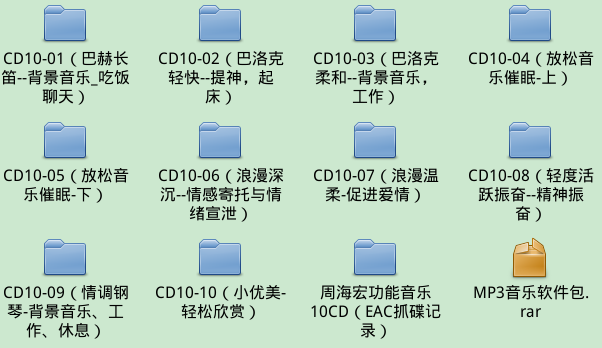 CD10-01（巴赫长
笛--背景音乐_吃饭
聊天）
CD10-02（巴洛克
轻快--提神，起
床）
CD10-03（巴洛克
柔和--背景音乐，
工作）
CD10-04（放松音
乐催眠-上）
CD10-05（放松音
乐催眠-下）
CD10-06（浪漫深
沉--情感寄托与情
绪宣泄）
CD10-07（浪漫温
柔-促进爱情）
CD10-08（轻度活
跃振奋--精神振
奋）
CD10-09（情调钢
琴-背景音乐、工
作、休息）
CD10-10（小优美-
轻松欣赏）
周海宏功能音乐
10CD（EAC抓碟记
录）
MP3音乐软件包.
rar